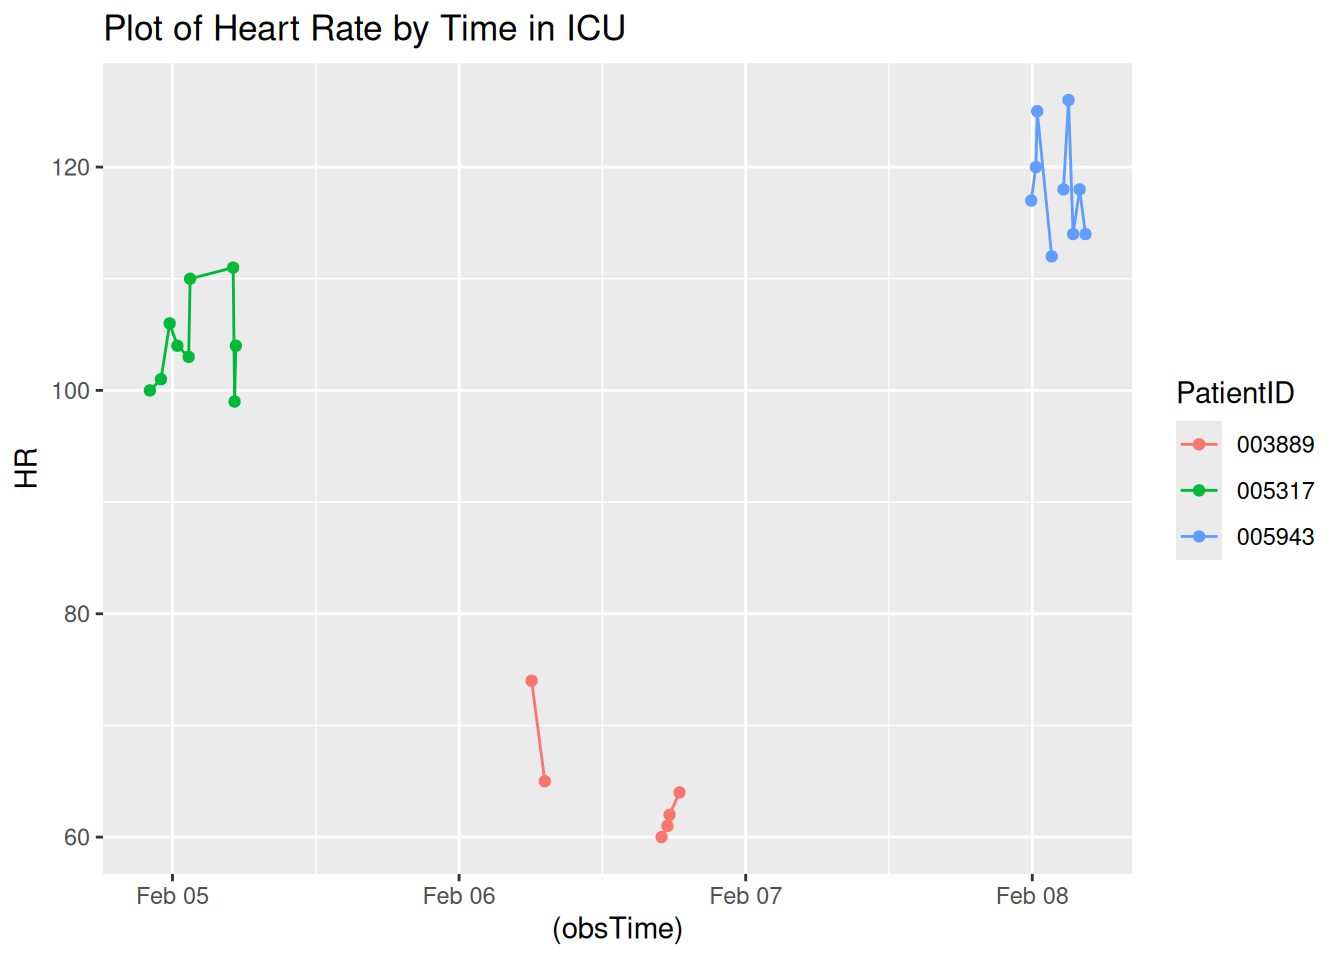 Plot of Heart Rate by Time in ICU
HR
120
100
80
60
Feb 05
Feb 06
Feb 07
Feb 08
(obsTime)
PatientID
003889
005317
005943